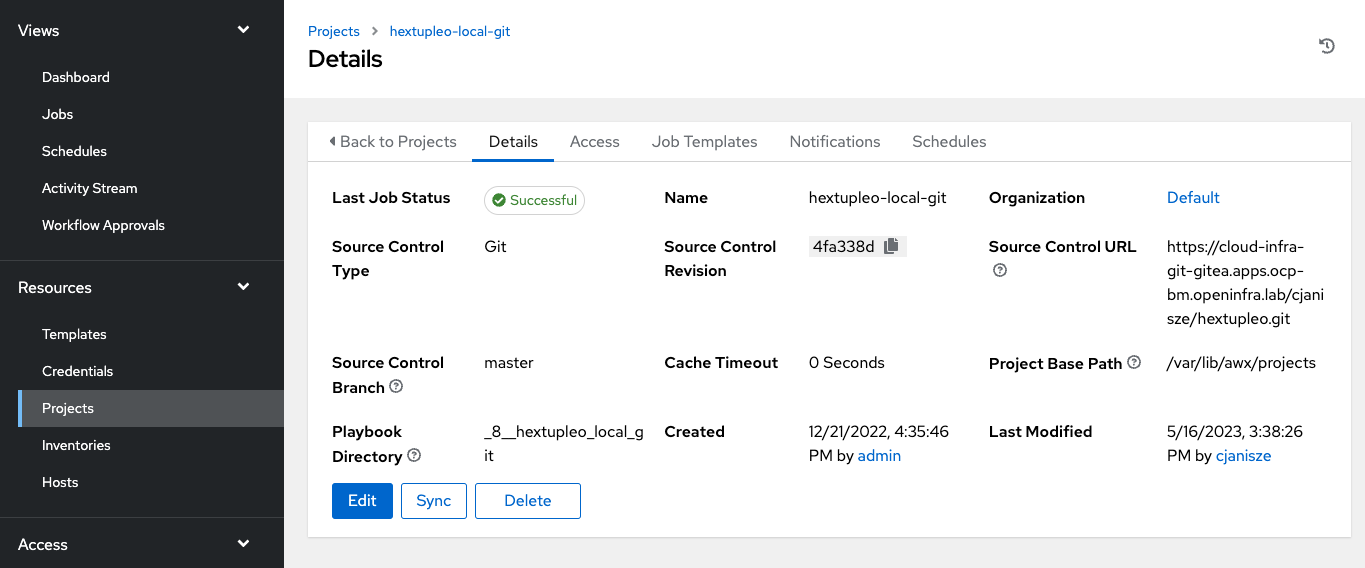 Views
Dashboard
Jobs
Schedules
Activity Stream
Workflow Approvals
Resources
Templates
Credentials
Projects
Inventories
Hosts
Access
Projects > hextupleo-local-git
Details
Back to Projects Details Access Job Templates Notifications Schedules
Last Job Status Successful Name hextupleo-local-git Organization Default
Source Control Git Source Control 4fa338d Source Control URL https://cloud-infra-
Type Revision ? git-gitea.apps.ocp-
bm.openinfra.lab/cjani
sze/hextupleo.git
Source Control master Cache Timeout 0 Seconds Project Base Path ? /var/lib/awx/projects
Branch ?
Playbook _8__hextupleo_local_g Created 12/21/2022, 4:35:46 Last Modified 5/16/2023, 3:38:26
Directory ? it PM by admin PM by cjanisze
Edit Sync Delete